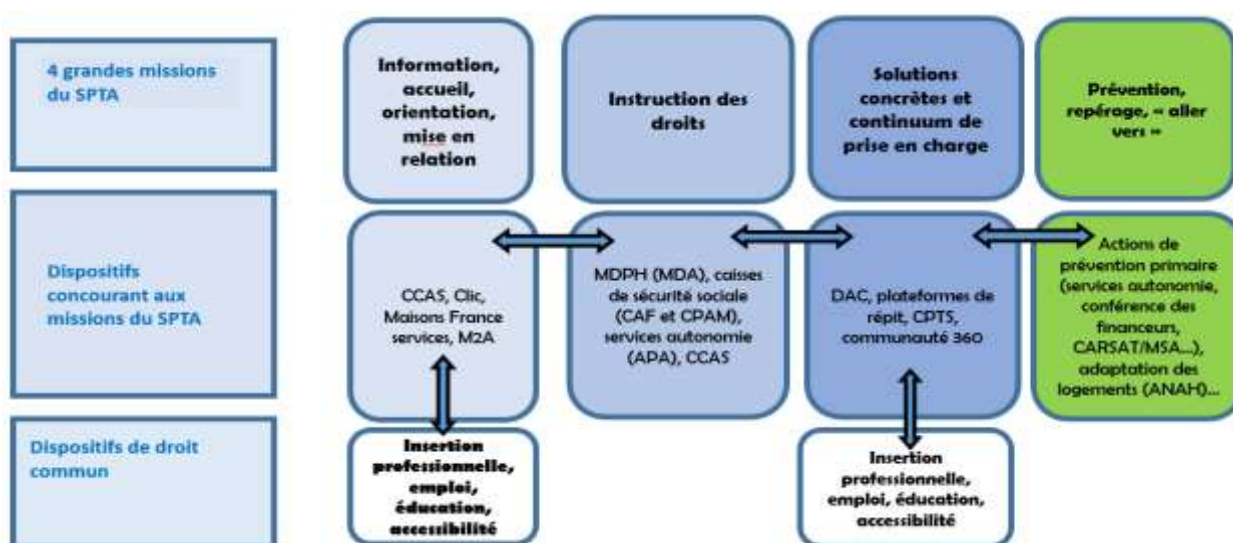 4 grandes missions
du SPTA
Information,
accueil,
orientation,
mise en
relation
Instruction des
droits
Solutions
concrètes et
continuum de
prise en charge
Prévention,
repérage, « aller
vers »
Dispositifs
concourant aux
missions du SPTA
CCAS, Clic,
Maisons France
services, M2A
MDPH (MDA), caisses
de sécurité sociale
(CAF et CPAM),
services autonomie
(APA), CCAS
DAC, plateformes de
répit, CPTS,
communauté 360
Actions de
prévention primaire
(services autonomie,
conférence des
financeurs,
CARSAT/MSA...),
adaptation des
logements (ANAH)...
Dispositifs de droit
commun
Insertion
professionnelle,
emploi,
éducation,
accessibilité
Insertion
professionnelle,
emploi, éducation,
accessibilité